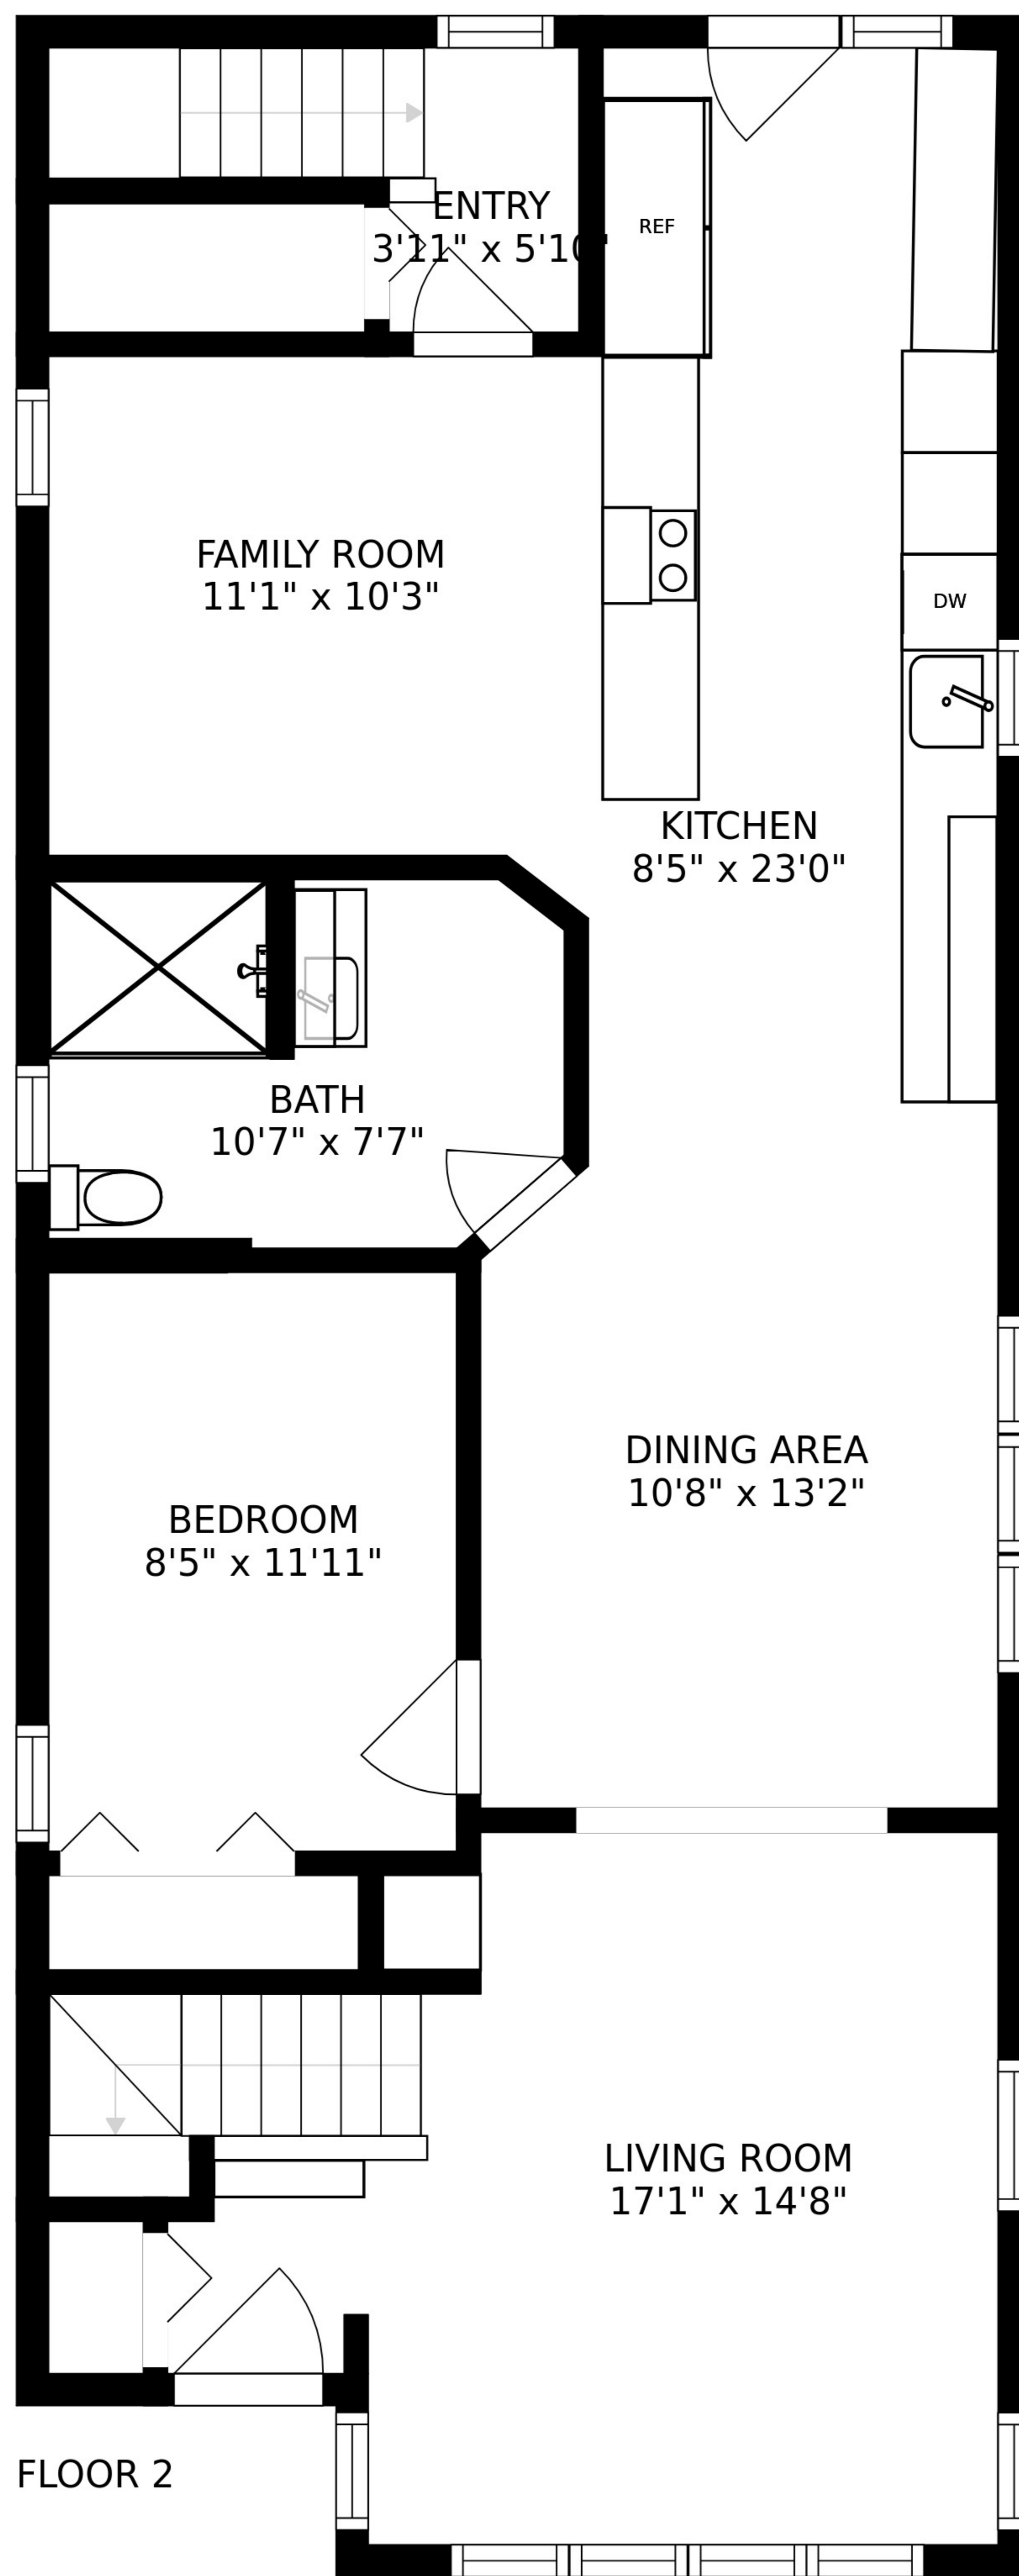 ENTRY
3'11" x 5'10"
REF
FAMILY ROOM
11'1" x 10'3"
DW
KITCHEN
8'5" x 23'0"
BATH
10'7" x 7'7"
DINING AREA
10'8" x 13'2"
BEDROOM
8'5" x 11'11"
LIVING ROOM
17'1" x 14'8"
FLOOR 2